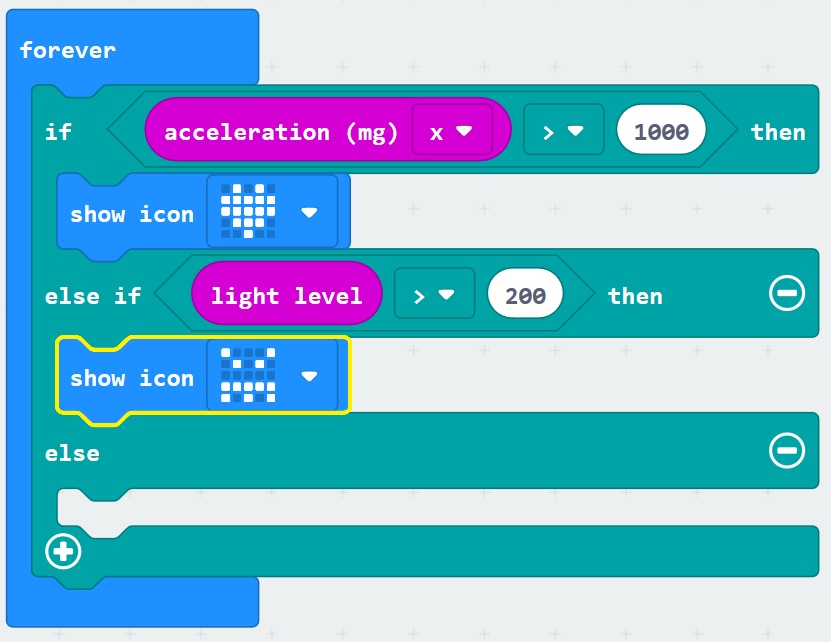 forever
if acceleration (mg) x > 1000 then
show icon
else if light level > 200 then
show icon
else